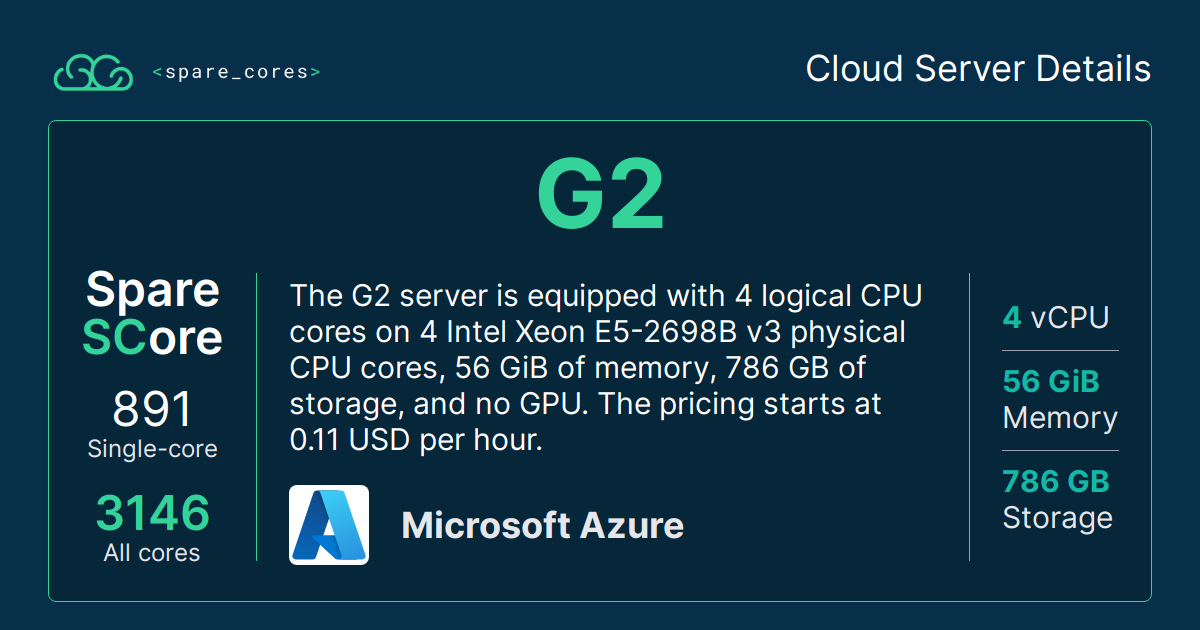 <spare_cores>
Cloud Server Details
G2
Spare
SCore
891
Single-core
3146
All cores
The G2 server is equipped with 4 logical CPU
cores on 4 Intel Xeon E5-2698B v3 physical
CPU cores, 56 GiB of memory, 786 GB of
storage, and no GPU. The pricing starts at
0.11 USD per hour.
Microsoft Azure
4 vCPU
56 GiB
Memory
786 GB
Storage